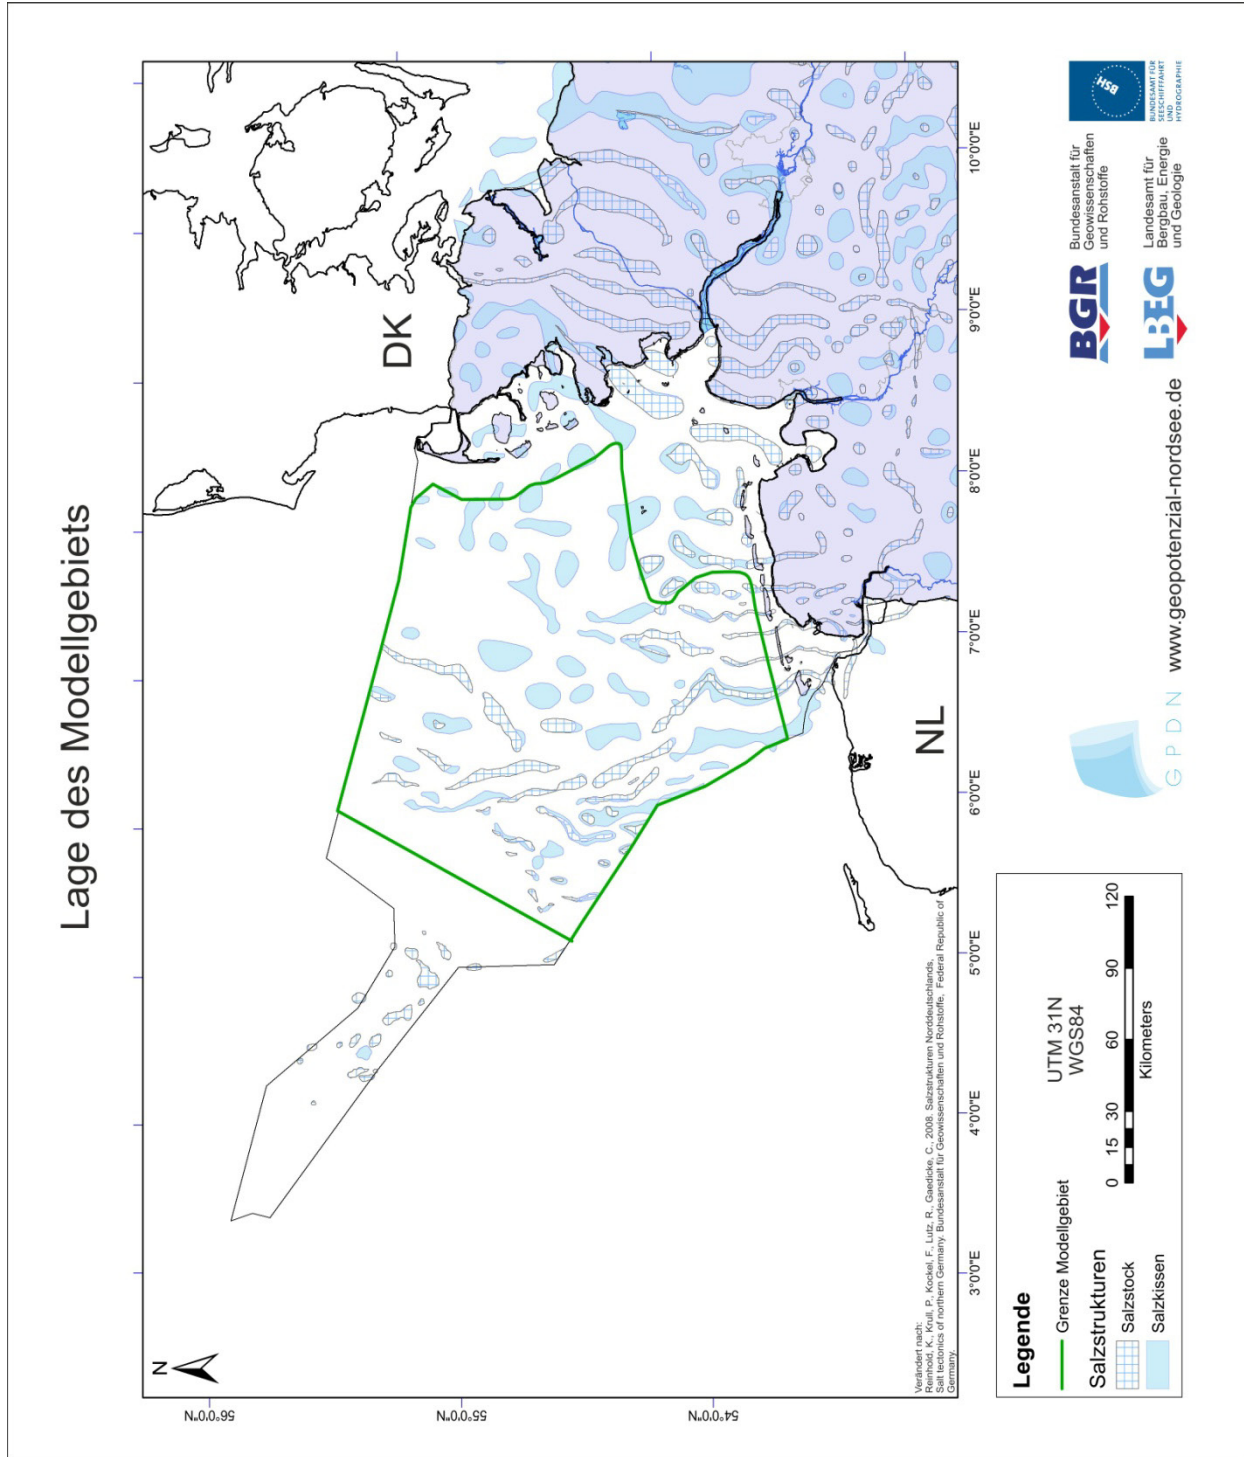 Lage des Modellgebiets
DK
NL
N
56°0'0"N
55°0'0"N
54°0'0"N
3°0'0"E
4°0'0"E
5°0'0"E
6°0'0"E
7°0'0"E
8°0'0"E
9°0'0"E
10°0'0"E
Verändert nach:
Reinhold, K., Krull, P., Kockel, F., Lutz, R., Gaedicke, C., 2008. Salzstrukturen Norddeutschlands,
Salt tectonics of northern Germany. Bundesanstalt für Geowissenschaften und Rohstoffe, Federal Republic of
Germany.
Legende
Grenze Modellgebiet
Salzstrukturen
Salzstock
Salzkissen
UTM 31N
WGS84
0 15 30 60 90 120
Kilometers
GPDN
www.geopotenzial-nordsee.de
BGR
Bundesanstalt für
Geowissenschaften
und Rohstoffe
LBEG
Landesamt für
Bergbau, Energie
und Geologie
BSH
BUNDESAMT FÜR
SEESCHIFFFAHRT
UND
HYDROGRAPHIE